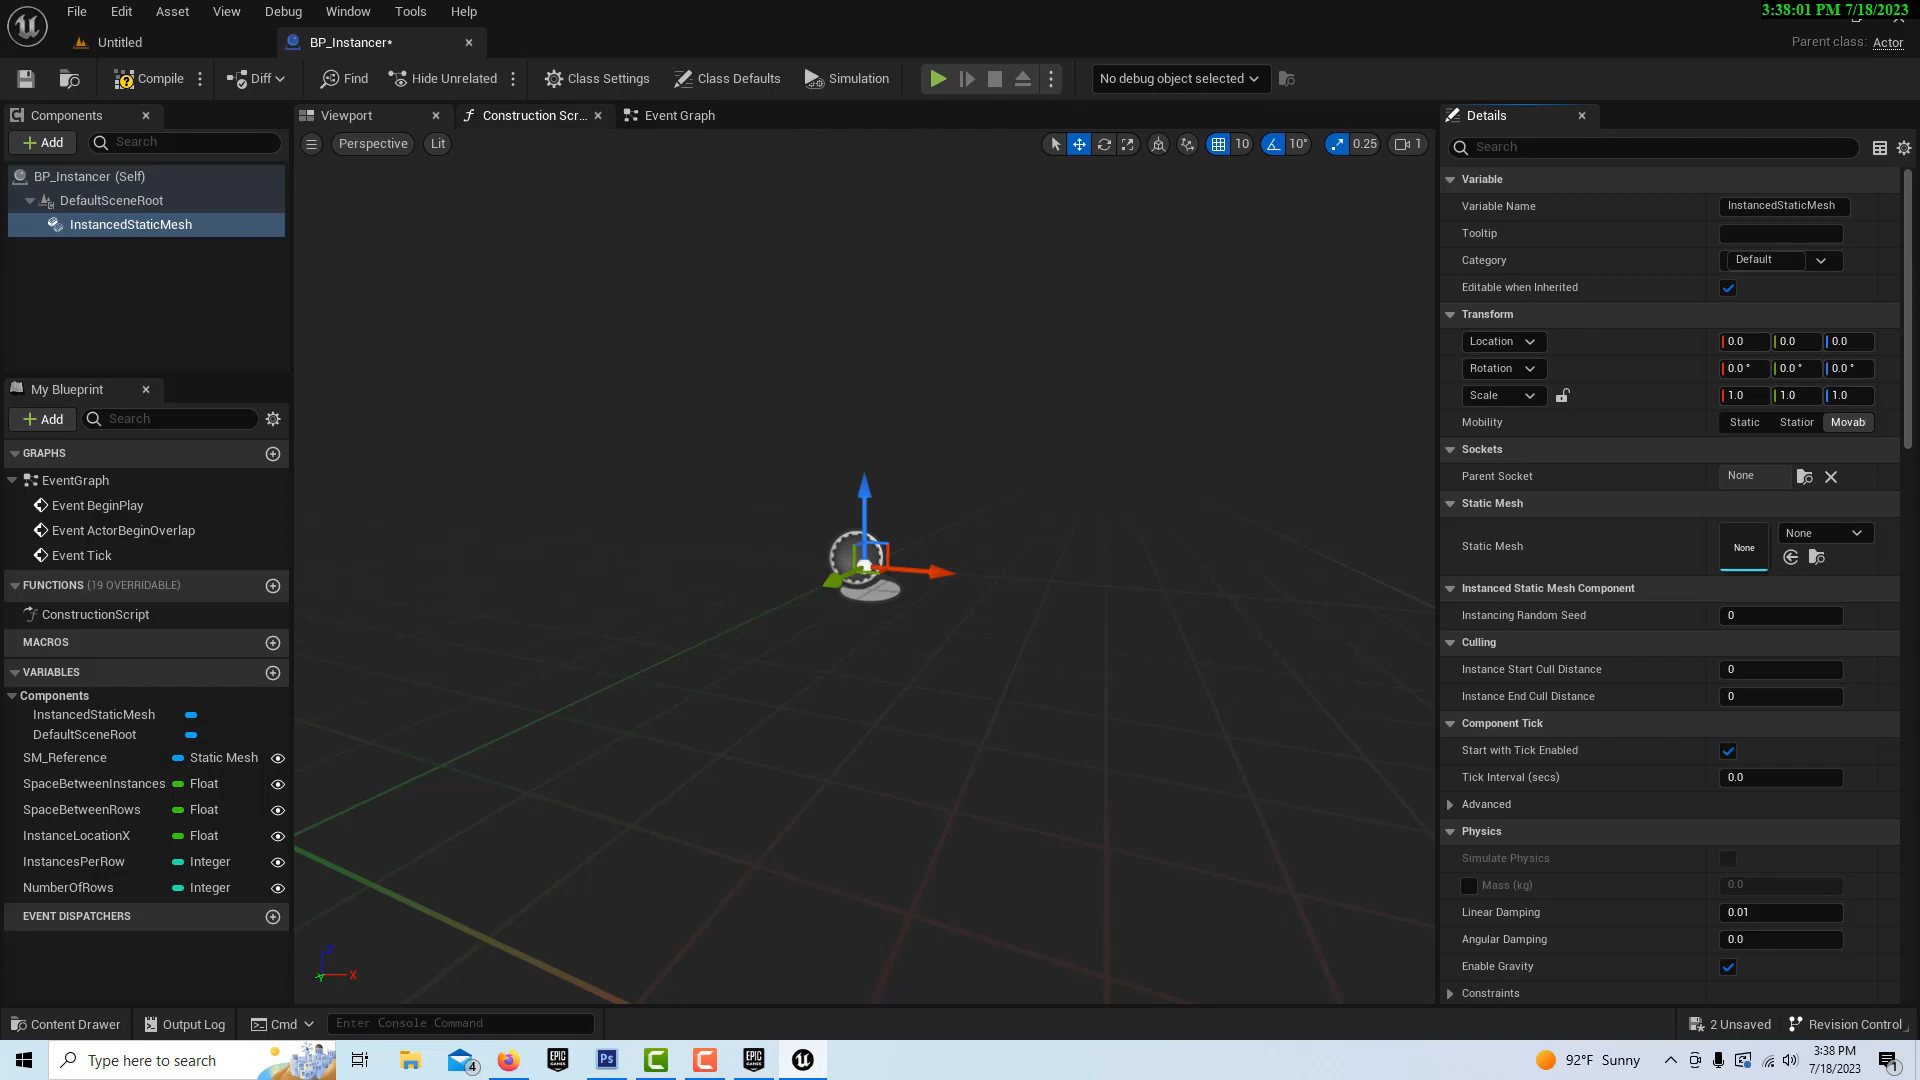 3:38:01 PM 7/18/2023
File Edit Asset View Debug Window Tools Help
Untitled
BP_Instancer*
Parent class: Actor
Compile
Diff
Find
Hide Unrelated
Class Settings
Class Defaults
Simulation
No debug object selected
Components
Add
Search
BP_Instancer (Self)
DefaultSceneRoot
InstancedStaticMesh
My Blueprint
Add
Search
GRAPHS
EventGraph
Event BeginPlay
Event ActorBeginOverlap
Event Tick
FUNCTIONS (19 OVERRIDABLE)
ConstructionScript
MACROS
VARIABLES
Components
InstancedStaticMesh
DefaultSceneRoot
SM_Reference Static Mesh
SpaceBetweenInstances Float
SpaceBetweenRows Float
InstanceLocationX Float
InstancesPerRow Integer
NumberOfRows Integer
EVENT DISPATCHERS
Viewport
Construction Scr...
Event Graph
Perspective
Lit
10
10°
0.25
1
Z
X
Y
Details
Search
Variable
Variable Name InstancedStaticMesh
Tooltip
Category Default
Editable when Inherited
Transform
Location 0.0 0.0 0.0
Rotation 0.0 ° 0.0 ° 0.0 °
Scale 1.0 1.0 1.0
Mobility Static Station Movab
Sockets
Parent Socket None
Static Mesh
Static Mesh None None
Instanced Static Mesh Component
Instancing Random Seed 0
Culling
Instance Start Cull Distance 0
Instance End Cull Distance 0
Component Tick
Start with Tick Enabled
Tick Interval (secs) 0.0
Advanced
Physics
Simulate Physics
Mass (kg) 0.0
Linear Damping 0.01
Angular Damping 0.0
Enable Gravity
Constraints
Content Drawer
Output Log
Cmd
Enter Console Command
2 Unsaved
Revision Control
Type here to search
4
EPIC GAMES
Ps
C
C
EPIC GAMES
92°F Sunny
3:38 PM
7/18/2023
1